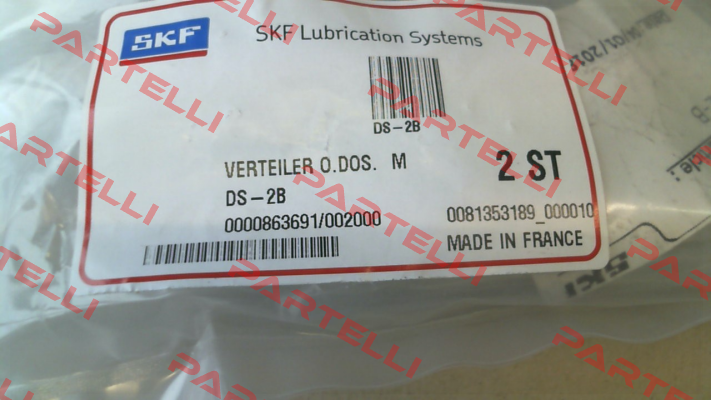 SKF
SKF Lubrication Systems
DS-2B
VERTEILER O.DOS. M
2 ST
DS-2B
0000863691/002000
0081353189_000010
MADE IN FRANCE
SKF
PARTELLI
PARTELLI
PARTELLI
PARTELLI
PARTELLI
PARTELLI
PARTELLI